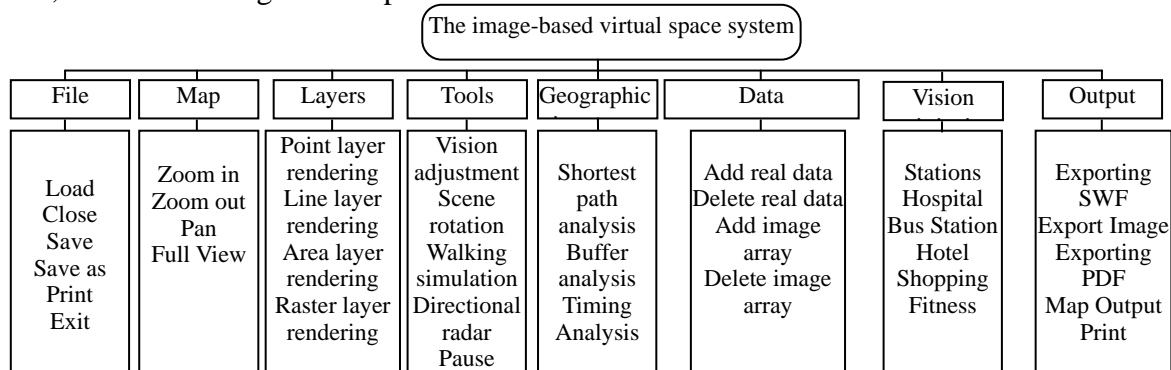 The image-based virtual space system
File
Map
Layers
Tools
Geographic
Data
Vision
Output
Load
Close
Save
Save as
Print
Exit
Zoom in
Zoom out
Pan
Full View
Point layer
rendering
Line layer
rendering
Area layer
rendering
Raster layer
rendering
Vision
adjustment
Scene
rotation
Walking
simulation
Directional
radar
Pause
Shortest
path
analysis
Buffer
analysis
Timing
Analysis
Add real data
Delete real data
Add image
array
Delete image
array
Stations
Hospital
Bus Station
Hotel
Shopping
Fitness
Exporting
SWF
Export Image
Exporting
PDF
Map Output
Print